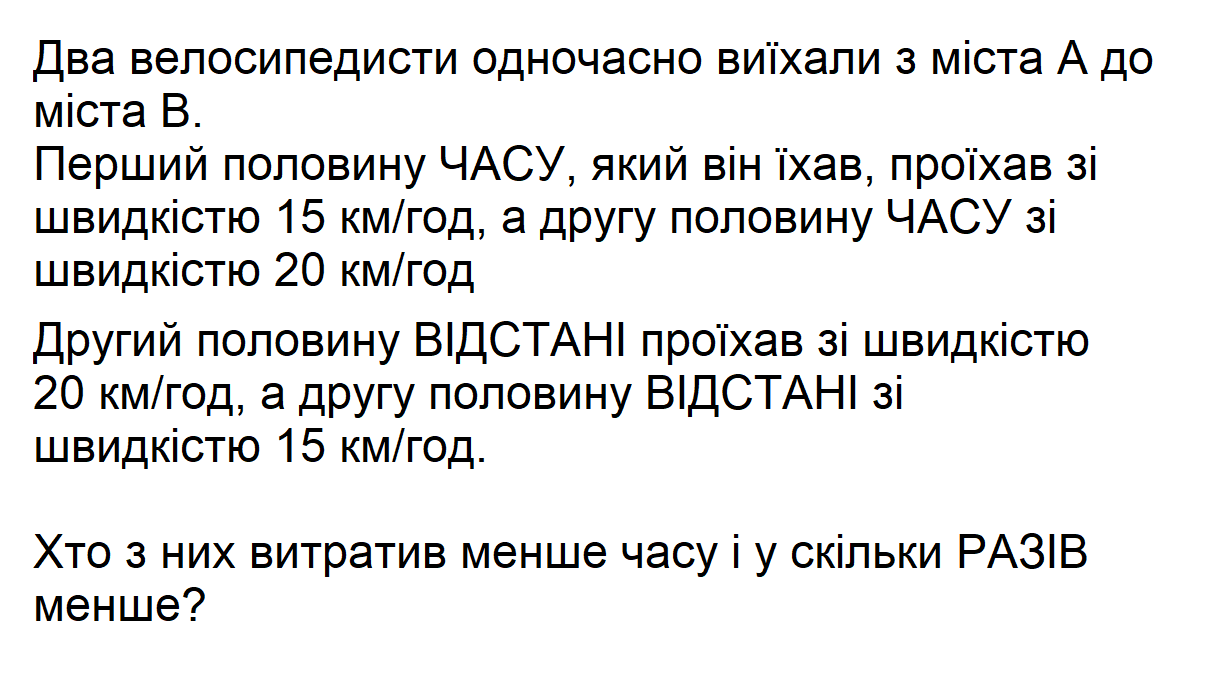 Два велосипедисти одночасно виїхали з міста А до
міста В.
Перший половину ЧАСУ, який він їхав, проїхав зі
швидкістю 15 км/год, а другу половину ЧАСУ зі
швидкістю 20 км/год
Другий половину ВІДСТАНІ проїхав зі швидкістю
20 км/год, а другу половину ВІДСТАНІ зі
швидкістю 15 км/год.
Хто з них витратив менше часу і у скільки РАЗІВ
менше?